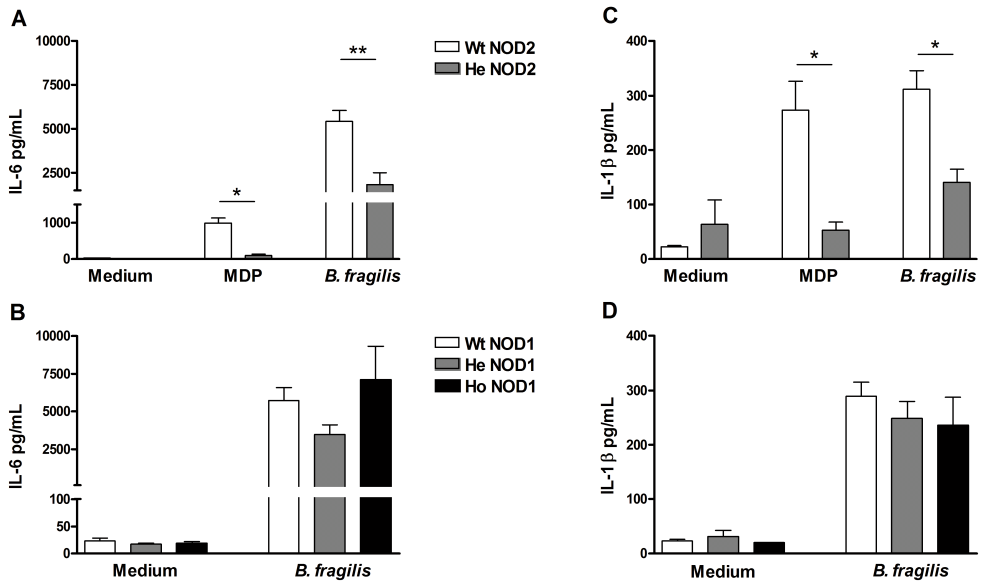 A
10000
7500
5000
2500
1000
0
IL-6 pg/mL
*
**
Medium
MDP
B. fragilis
Wt NOD2
He NOD2
C
400
300
200
100
0
IL-1β pg/mL
*
*
Medium
MDP
B. fragilis
B
10000
7500
5000
2500
100
50
0
IL-6 pg/mL
Medium
B. fragilis
Wt NOD1
He NOD1
Ho NOD1
D
400
300
200
100
0
IL-1β pg/mL
Medium
B. fragilis